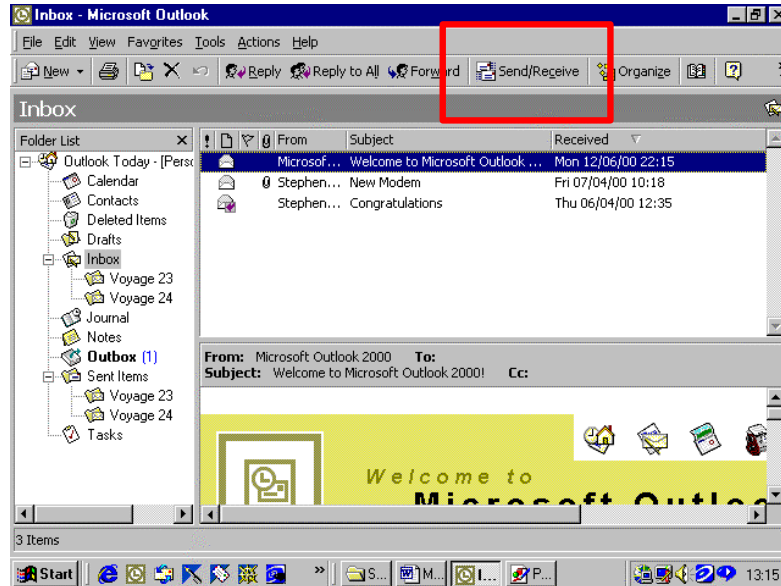 Inbox - Microsoft Outlook
File Edit View Favorites Tools Actions Help
New Reply Reply to All Forward Send/Receive Organize
Inbox
Folder List
! From Subject Received
Microsof... Welcome to Microsoft Outlook ... Mon 12/06/00 22:15
Stephen... New Modem Fri 07/04/00 10:18
Stephen... Congratulations Thu 06/04/00 12:35
Outlook Today - [Perso
Calendar
Contacts
Deleted Items
Drafts
Inbox
Voyage 23
Voyage 24
Journal
Notes
Outbox (1)
Sent Items
Voyage 23
Voyage 24
Tasks
From: Microsoft Outlook 2000 To:
Subject: Welcome to Microsoft Outlook 2000! Cc:
Welcome to
Microsoft Outloo
3 Items
Start » S... M... I... P... 13:15